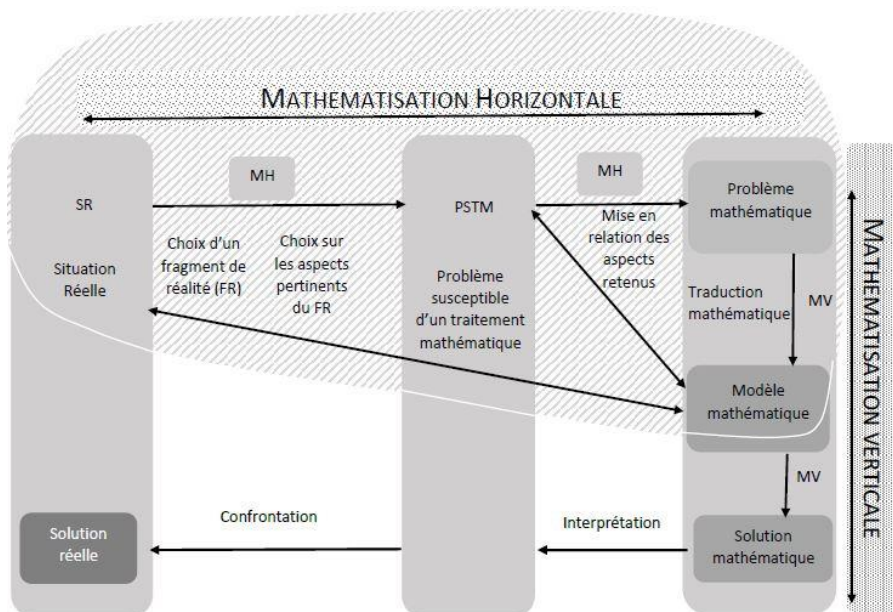 MATHEMATISATION HORIZONTALE
MH
MH
SR
Situation
Réelle
Choix d'un
fragment de
réalité (FR)
Choix sur
les aspects
pertinents
du FR
PSTM
Problème
susceptible
d'un traitement
mathématique
Mise en
relation des
aspects
retenus
Problème
mathématique
Traduction
mathématique
MV
Modèle
mathématique
MV
Solution
mathématique
Interprétation
Confrontation
Solution
réelle
MATHEMATISATION VERTICALE